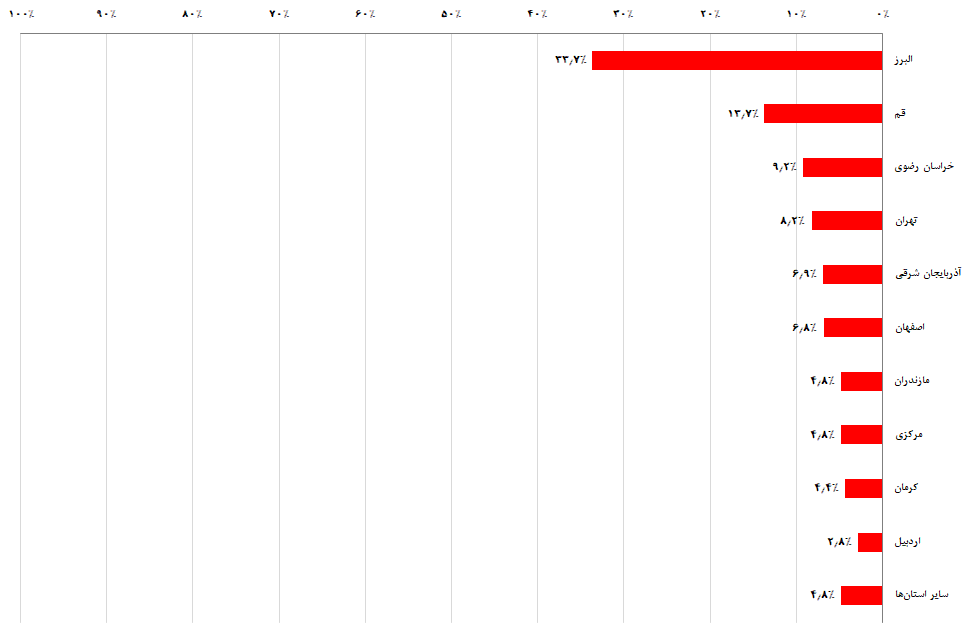 ۰٪ ۱۰٪ ۲۰٪ ۳۰٪ ۴۰٪ ۵۰٪ ۶۰٪ ۷۰٪ ۸۰٪ ۹۰٪ ۱۰۰٪
البرز ۳۳٫۷٪
قم ۱۳٫۷٪
خراسان رضوی ۹٫۲٪
تهران ۸٫۲٪
آذربایجان شرقی ۶٫۹٪
اصفهان ۶٫۸٪
مازندران ۴٫۸٪
مرکزی ۴٫۸٪
کرمان ۴٫۴٪
اردبیل ۲٫۸٪
سایر استان‌ها ۴٫۸٪